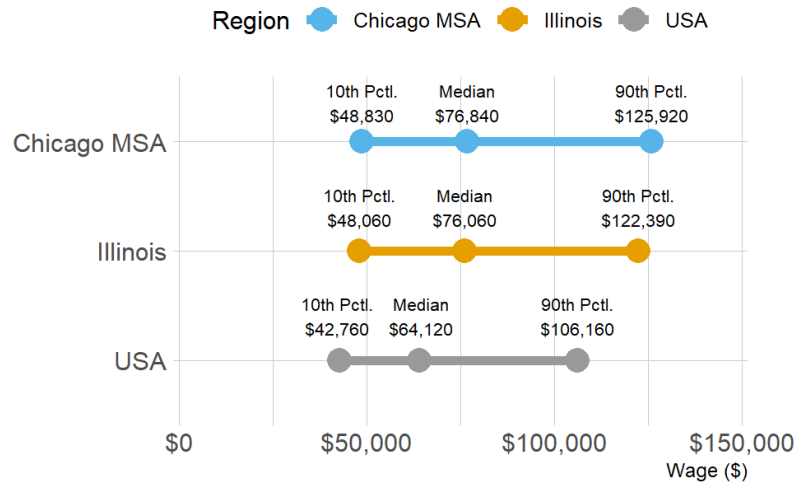 Region Chicago MSA Illinois USA
10th Pctl. Median 90th Pctl.
$48,830 $76,840 $125,920
Chicago MSA
10th Pctl. Median 90th Pctl.
$48,060 $76,060 $122,390
Illinois
10th Pctl. Median 90th Pctl.
$42,760 $64,120 $106,160
USA
$0 $50,000 $100,000 $150,000
Wage ($)